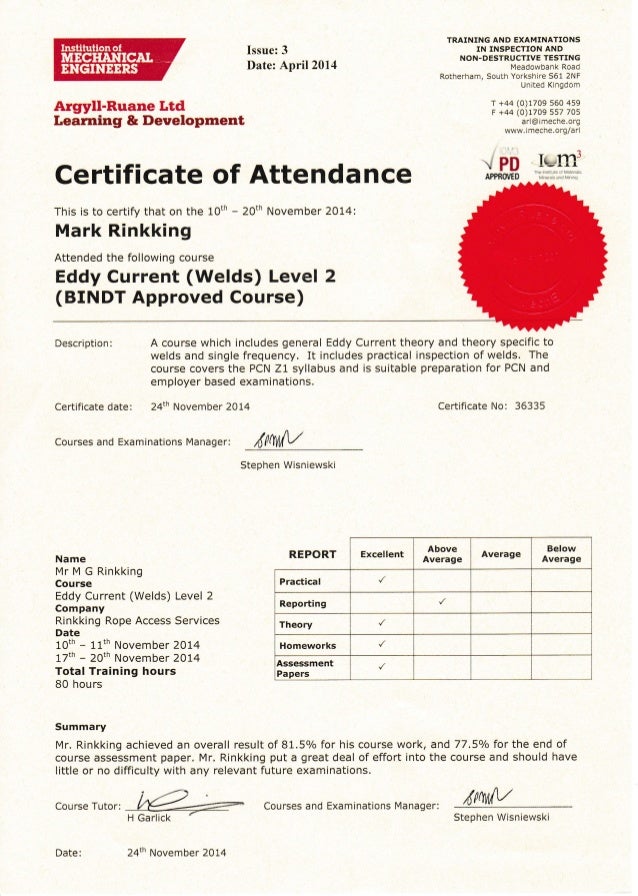 Institution of
MECHANICAL
ENGINEERS
Issue: 3
Date: April 2014
TRAINING AND EXAMINATIONS
IN INSPECTION AND
NON-DESTRUCTIVE TESTING
Meadowbank Road
Rotherham, South Yorkshire S61 2NF
United Kingdom
T +44 (0)1709 560 459
F +44 (0)1709 557 705
arl@imeche.org
www.imeche.org/arl
Argyll-Ruane Ltd
Learning & Development
IOM3
PD
APPROVED
IOM3
The Institute of Materials,
Minerals and Mining
Certificate of Attendance
This is to certify that on the 10th – 20th November 2014:
Mark Rinkking
Attended the following course
Eddy Current (Welds) Level 2
(BINDT Approved Course)
Description: A course which includes general Eddy Current theory and theory specific to
welds and single frequency. It includes practical inspection of welds. The
course covers the PCN Z1 syllabus and is suitable preparation for PCN and
employer based examinations.
Certificate date: 24th November 2014 Certificate No: 36335
Courses and Examinations Manager:
Stephen Wisniewski
Name
Mr M G Rinkking
Course
Eddy Current (Welds) Level 2
Company
Rinkking Rope Access Services
Date
10th – 11th November 2014
17th – 20th November 2014
Total Training hours
80 hours
REPORT Excellent Above Average Average Below Average
Practical ✓
Reporting ✓
Theory ✓
Homeworks ✓
Assessment Papers ✓
Summary
Mr. Rinkking achieved an overall result of 81.5% for his course work, and 77.5% for the end of
course assessment paper. Mr. Rinkking put a great deal of effort into the course and should have
little or no difficulty with any relevant future examinations.
Course Tutor: Courses and Examinations Manager:
H Garlick Stephen Wisniewski
Date: 24th November 2014